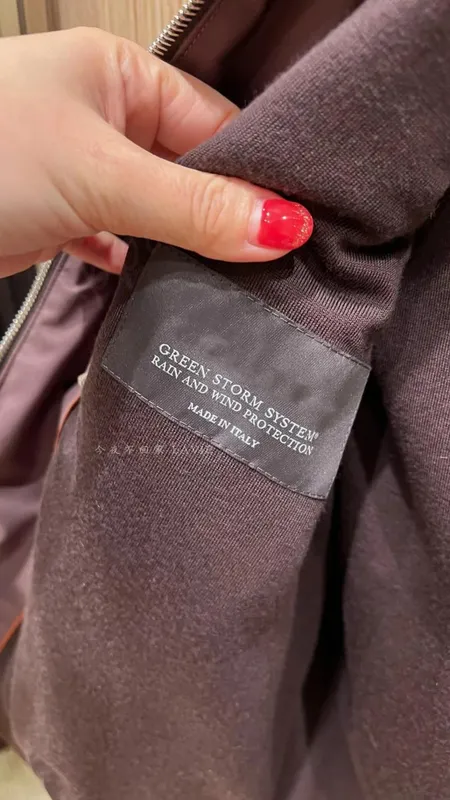 GREEN STORM SYSTEM®
RAIN AND WIND PROTECTION
MADE IN ITALY